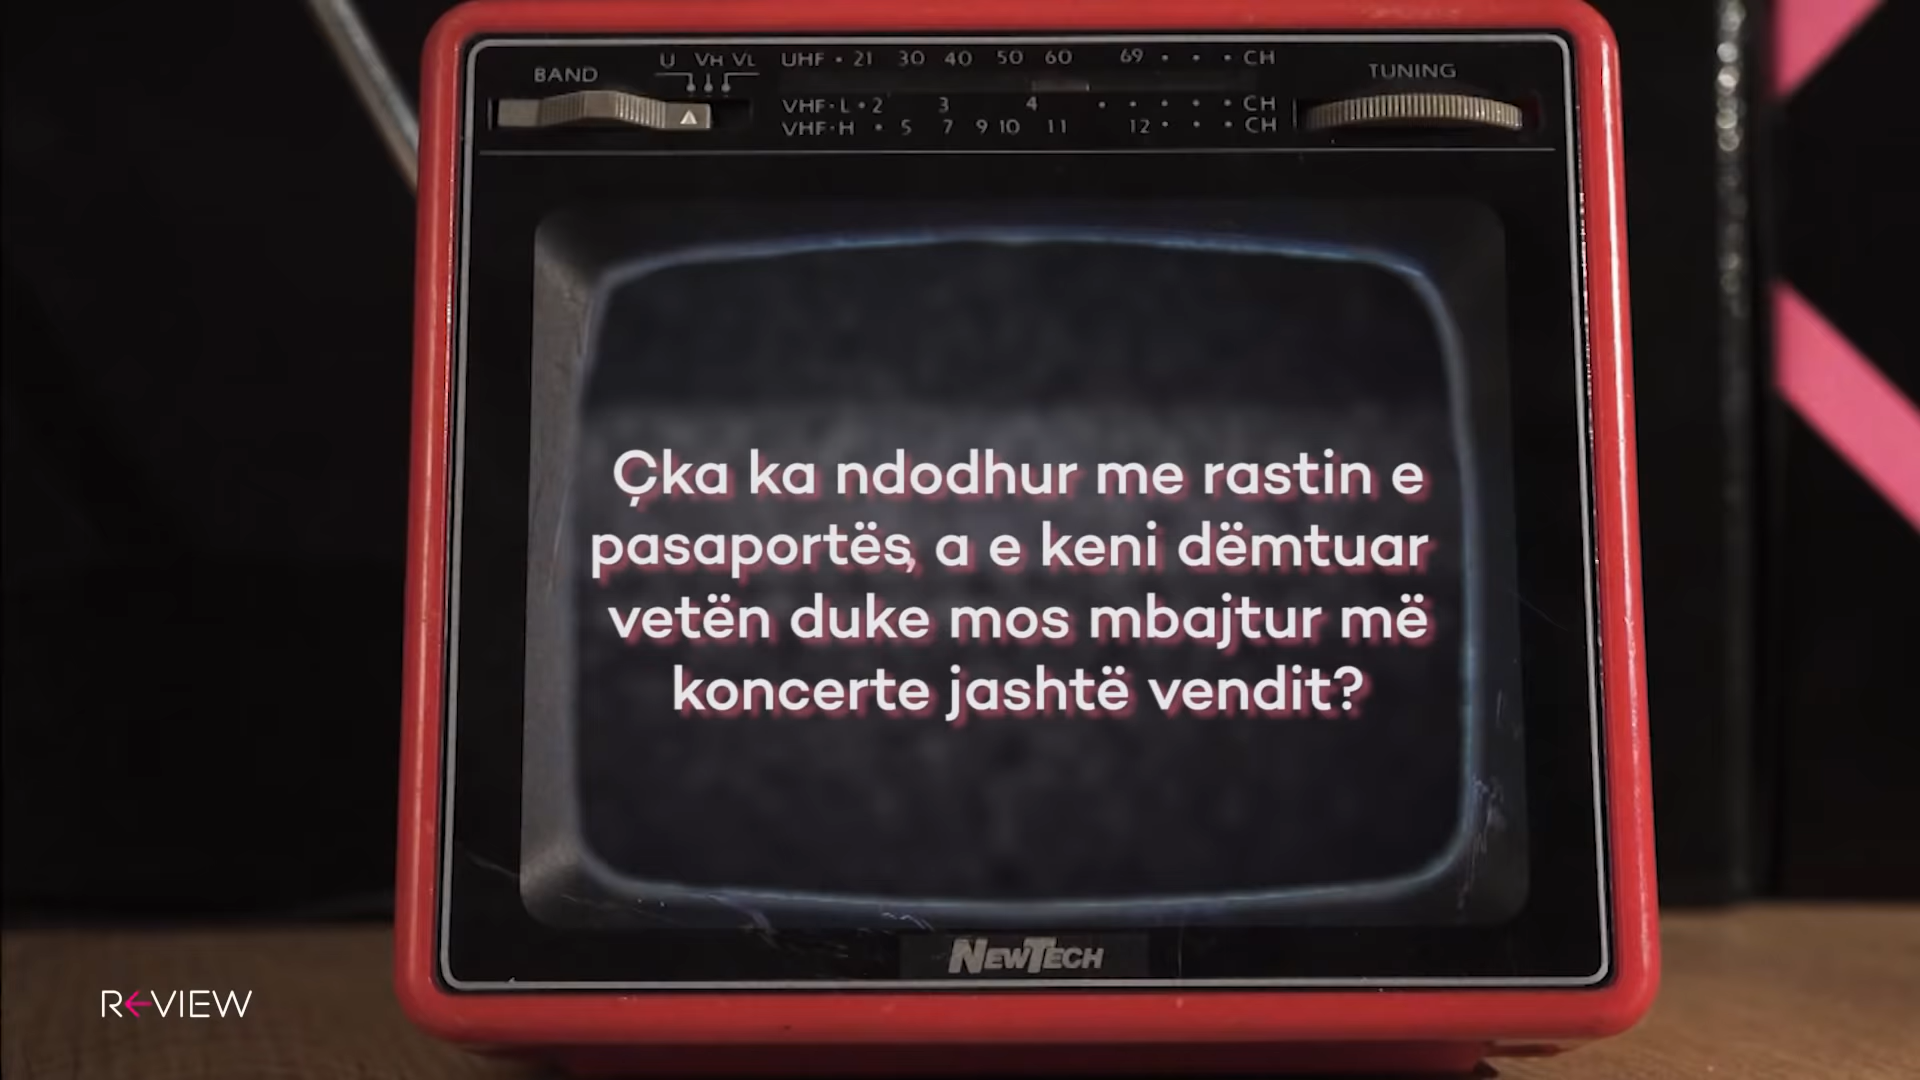 BAND
U VH VL
UHF • 21 30 40 50 60 69 • • • CH
TUNING
VHF-L • 2 3 4 • • • • • CH
VHF-H • 5 7 9 10 11 12 • • • CH
Çka ka ndodhur me rastin e
pasaportës, a e keni dëmtuar
vetën duke mos mbajtur më
koncerte jashtë vendit?
NEWTECH
REVIEW